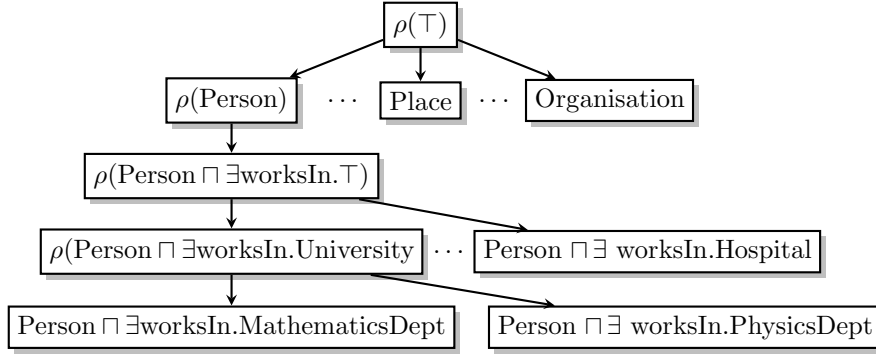 ρ(⊤)
ρ(Person) ⋯ Place ⋯ Organisation
ρ(Person ⊓ ∃worksIn.⊤)
ρ(Person ⊓ ∃worksIn.University ⋯ Person ⊓ ∃ worksIn.Hospital
Person ⊓ ∃worksIn.MathematicsDept Person ⊓ ∃ worksIn.PhysicsDept